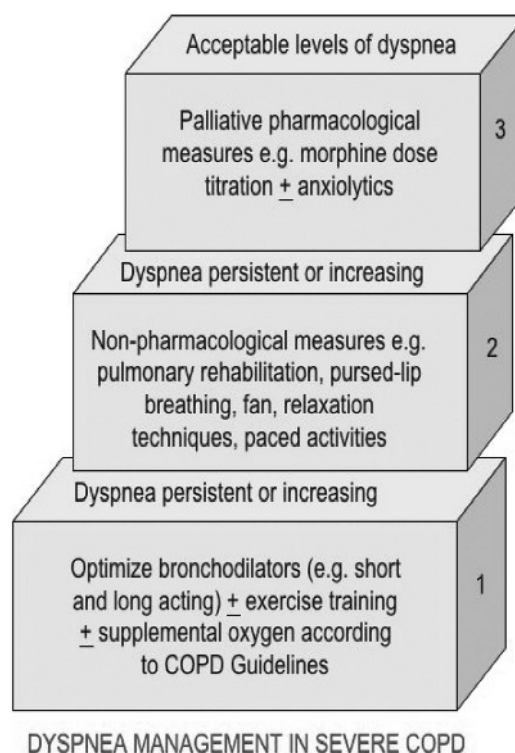 Acceptable levels of dyspnea
Palliative pharmacological
measures e.g. morphine dose
titration ± anxiolytics
3
Dyspnea persistent or increasing
Non-pharmacological measures e.g.
pulmonary rehabilitation, pursed-lip
breathing, fan, relaxation
techniques, paced activities
2
Dyspnea persistent or increasing
Optimize bronchodilators (e.g. short
and long acting) ± exercise training
± supplemental oxygen according
to COPD Guidelines
1
DYSPNEA MANAGEMENT IN SEVERE COPD